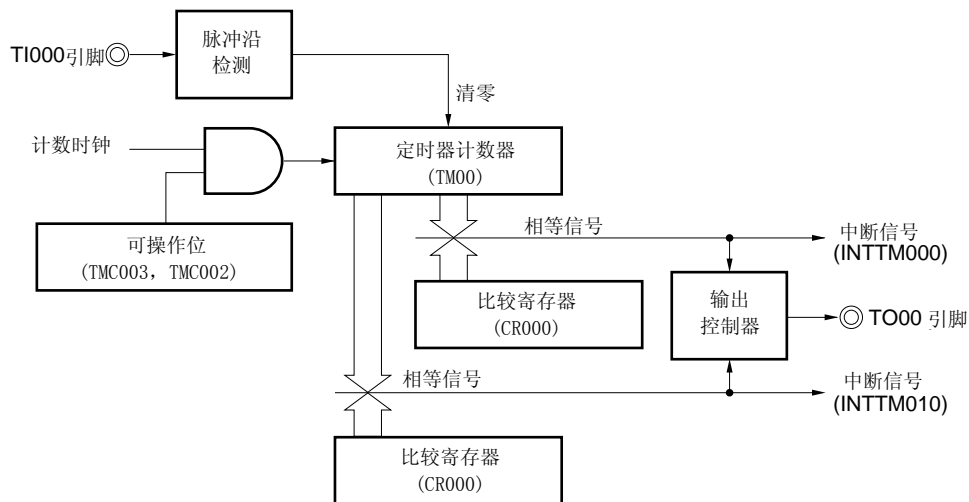 脉冲沿
检测
TI000引脚
清零
计数时钟
定时器计数器
(TM00)
可操作位
(TMC003, TMC002)
相等信号
中断信号
(INTTM000)
比较寄存器
(CR000)
输出
控制器
TO00 引脚
相等信号
中断信号
(INTTM010)
比较寄存器
(CR000)